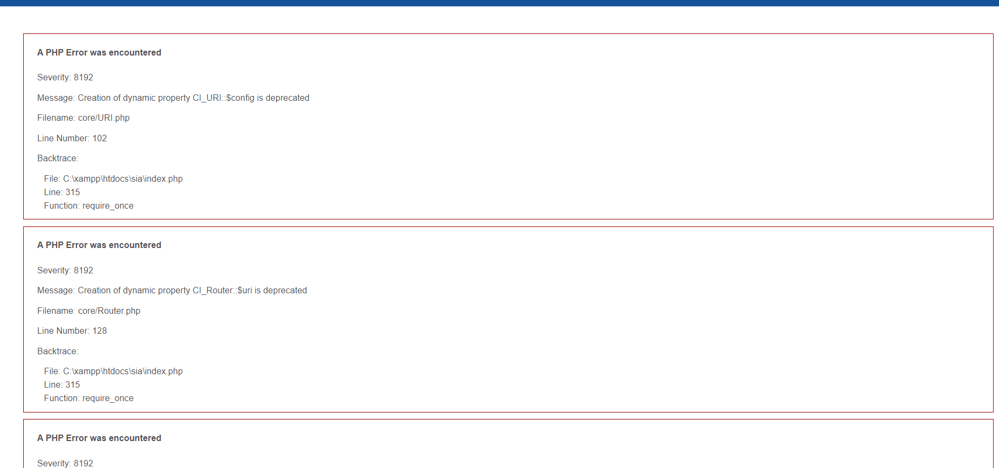 A PHP Error was encountered
Severity: 8192
Message: Creation of dynamic property CI_URI::$config is deprecated
Filename: core/URI.php
Line Number: 102
Backtrace:
File: C:\xampp\htdocs\sia\index.php
Line: 315
Function: require_once
A PHP Error was encountered
Severity: 8192
Message: Creation of dynamic property CI_Router::$uri is deprecated
Filename: core/Router.php
Line Number: 128
Backtrace:
File: C:\xampp\htdocs\sia\index.php
Line: 315
Function: require_once
A PHP Error was encountered
Severity: 8192